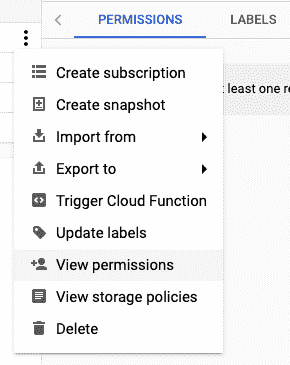 PERMISSIONS LABELS
Create subscription
t least one re
Create snapshot
Import from
Export to
Trigger Cloud Function
Update labels
View permissions
View storage policies
Delete